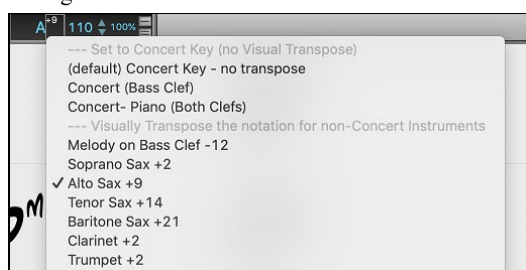 A +9 110 100%
--- Set to Concert Key (no Visual Transpose)
(default) Concert Key - no transpose
Concert (Bass Clef)
Concert- Piano (Both Clefs)
--- Visually Transpose the notation for non-Concert Instruments
Melody on Bass Clef -12
Soprano Sax +2
✓ Alto Sax +9
Tenor Sax +14
Baritone Sax +21
Clarinet +2
Trumpet +2
M